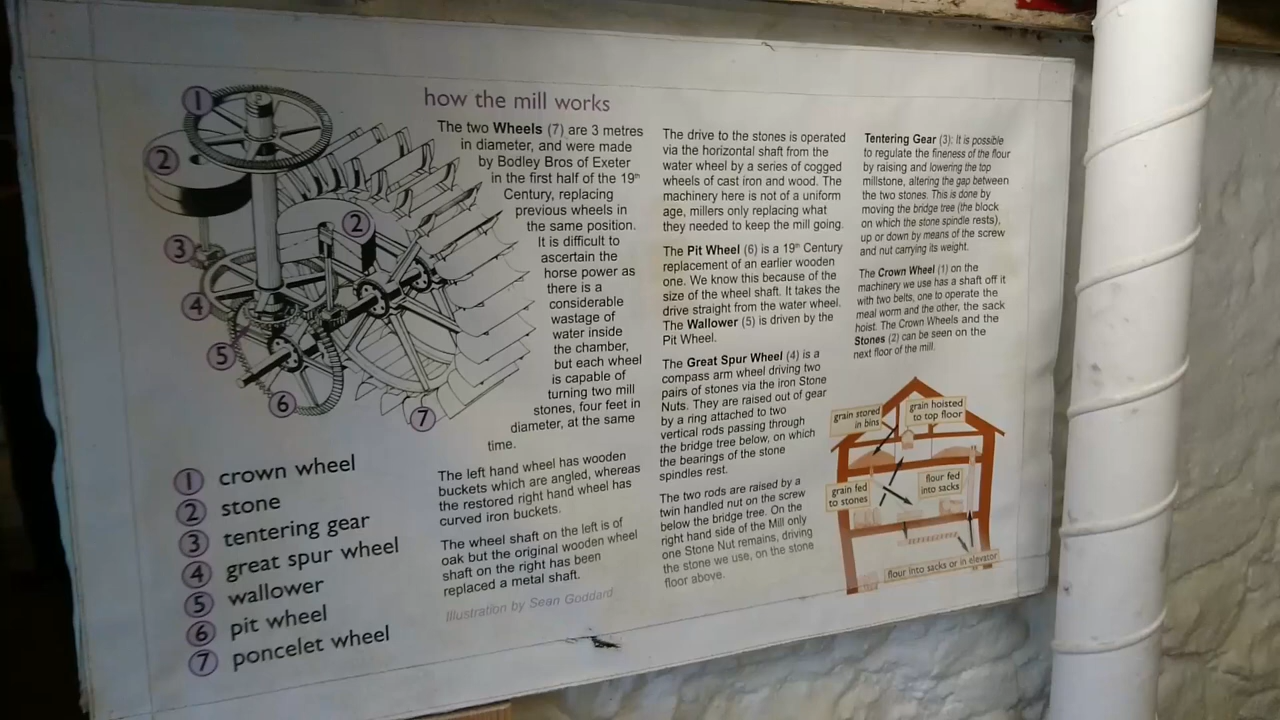 how the mill works
1
2
2
3
4
5
6
7
The two Wheels (7) are 3 metres
in diameter, and were made
by Bodley Bros of Exeter
in the first half of the 19th
Century, replacing
previous wheels in
the same position.
It is difficult to
ascertain the
horse power as
there is a
considerable
wastage of
water inside
the chamber,
but each wheel
is capable of
turning two mill
stones, four feet in
diameter, at the same
time.
The left hand wheel has wooden
buckets which are angled, whereas
the restored right hand wheel has
curved iron buckets.
The wheel shaft on the left is of
oak but the original wooden wheel
shaft on the right has been
replaced a metal shaft.
Illustration by Sean Goddard
1 crown wheel
2 stone
3 tentering gear
4 great spur wheel
5 wallower
6 pit wheel
7 poncelet wheel
The drive to the stones is operated
via the horizontal shaft from the
water wheel by a series of cogged
wheels of cast iron and wood. The
machinery here is not of a uniform
age, millers only replacing what
they needed to keep the mill going.
The Pit Wheel (6) is a 19th Century
replacement of an earlier wooden
one. We know this because of the
size of the wheel shaft. It takes the
drive straight from the water wheel.
The Wallower (5) is driven by the
Pit Wheel.
The Great Spur Wheel (4) is a
compass arm wheel driving two
pairs of stones via the iron Stone
Nuts. They are raised out of gear
by a ring attached to two
vertical rods passing through
the bridge tree below, on which
the bearings of the stone
spindles rest.
The two rods are raised by a
twin handled nut on the screw
below the bridge tree. On the
right hand side of the Mill only
one Stone Nut remains, driving
the stone we use, on the stone
floor above.
Tentering Gear (3): It is possible
to regulate the fineness of the flour
by raising and lowering the top
millstone, altering the gap between
the two stones. This is done by
moving the bridge tree (the block
on which the stone spindle rests),
up or down by means of the screw
and nut carrying its weight.
The Crown Wheel (1) on the
machinery we use has a shaft off it
with two belts, one to operate the
meal worm and the other, the sack
hoist. The Crown Wheels and the
Stones (2) can be seen on the
next floor of the mill.
grain stored
in bins
grain hoisted
to top floor
grain fed
to stones
flour fed
into sacks
flour into sacks or in elevator